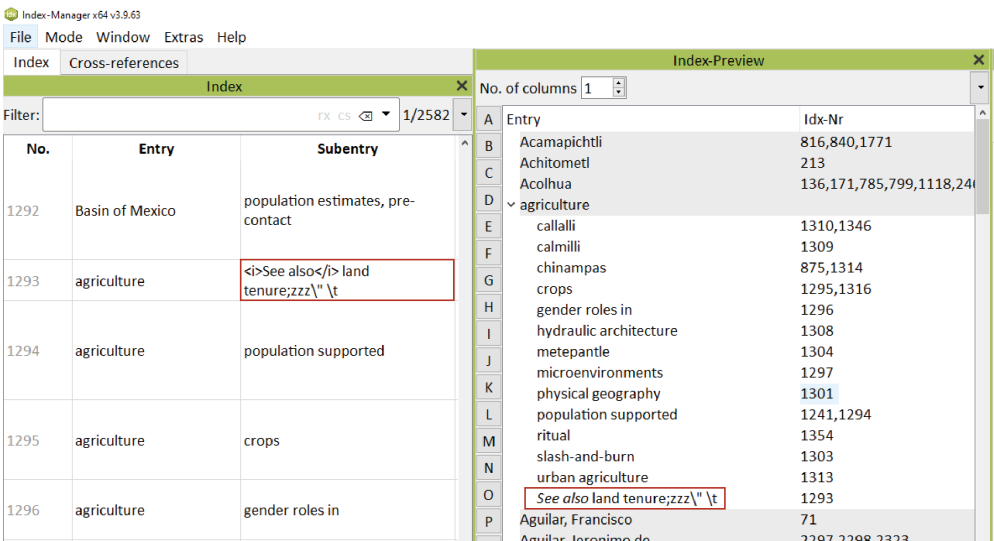 Index-Manager x64 v3.9.63
File Mode Window Extras Help
Index Cross-references
Index
Filter: rx cs 1/2582
No. Entry Subentry
1292 Basin of Mexico population estimates, pre-
contact
1293 agriculture <i>See also</i> land
tenure;zzz\" \t
1294 agriculture population supported
1295 agriculture crops
1296 agriculture gender roles in
Index-Preview
No. of columns 1
A
B
C
D
E
F
G
H
I
J
K
L
M
N
O
P
Entry Idx-Nr
Acamapichtli 816,840,1771
Achitometl 213
Acolhua 136,171,785,799,1118,24
agriculture
callalli 1310,1346
calmilli 1309
chinampas 875,1314
crops 1295,1316
gender roles in 1296
hydraulic architecture 1308
metepantle 1304
microenvironments 1297
physical geography 1301
population supported 1241,1294
ritual 1354
slash-and-burn 1303
urban agriculture 1313
See also land tenure;zzz\" \t 1293
Aguilar, Francisco 71
Aguilar, Jeronimo de 2297,2298,2323